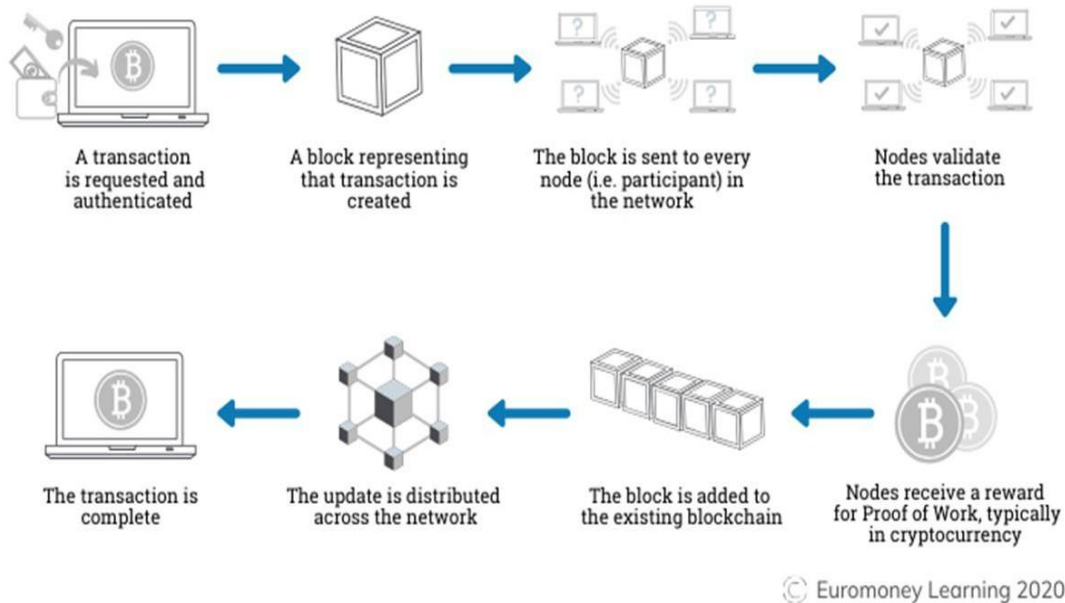 A transaction
is requested and
authenticated
A block representing
that transaction is
created
The block is sent to every
node (i.e. participant) in
the network
Nodes validate
the transaction
The transaction is
complete
The update is distributed
across the network
The block is added to
the existing blockchain
Nodes receive a reward
for Proof of Work, typically
in cryptocurrency
© Euromoney Learning 2020